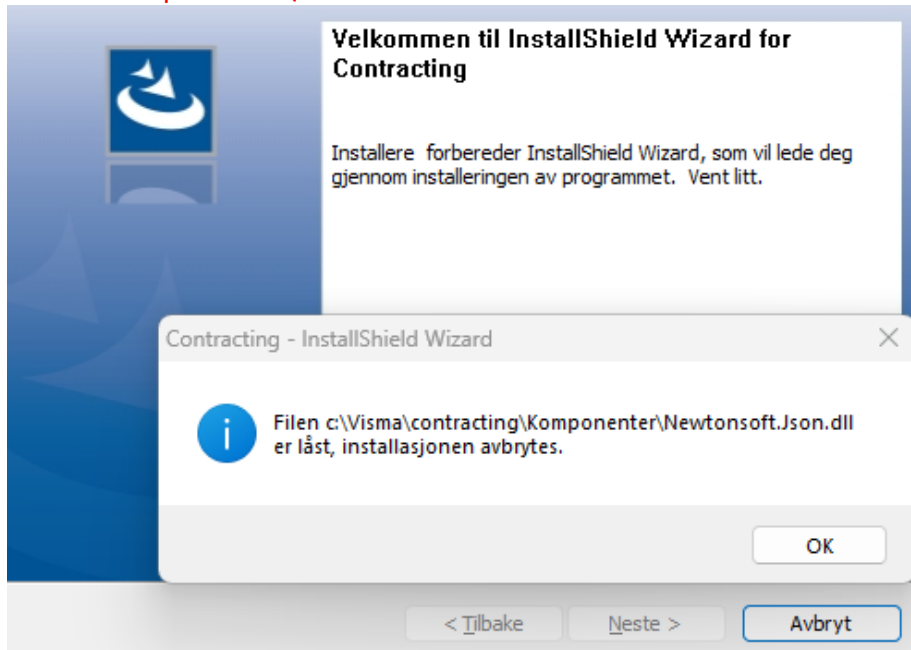 Velkommen til InstallShield Wizard for
Contracting
Installere  forbereder InstallShield Wizard, som vil lede deg
gjennom installeringen av programmet.  Vent litt.
Contracting - InstallShield Wizard
Filen c:\Visma\contracting\Komponenter\Newtonsoft.Json.dll
er låst, installasjonen avbrytes.
OK
< Tilbake
Neste >
Avbryt